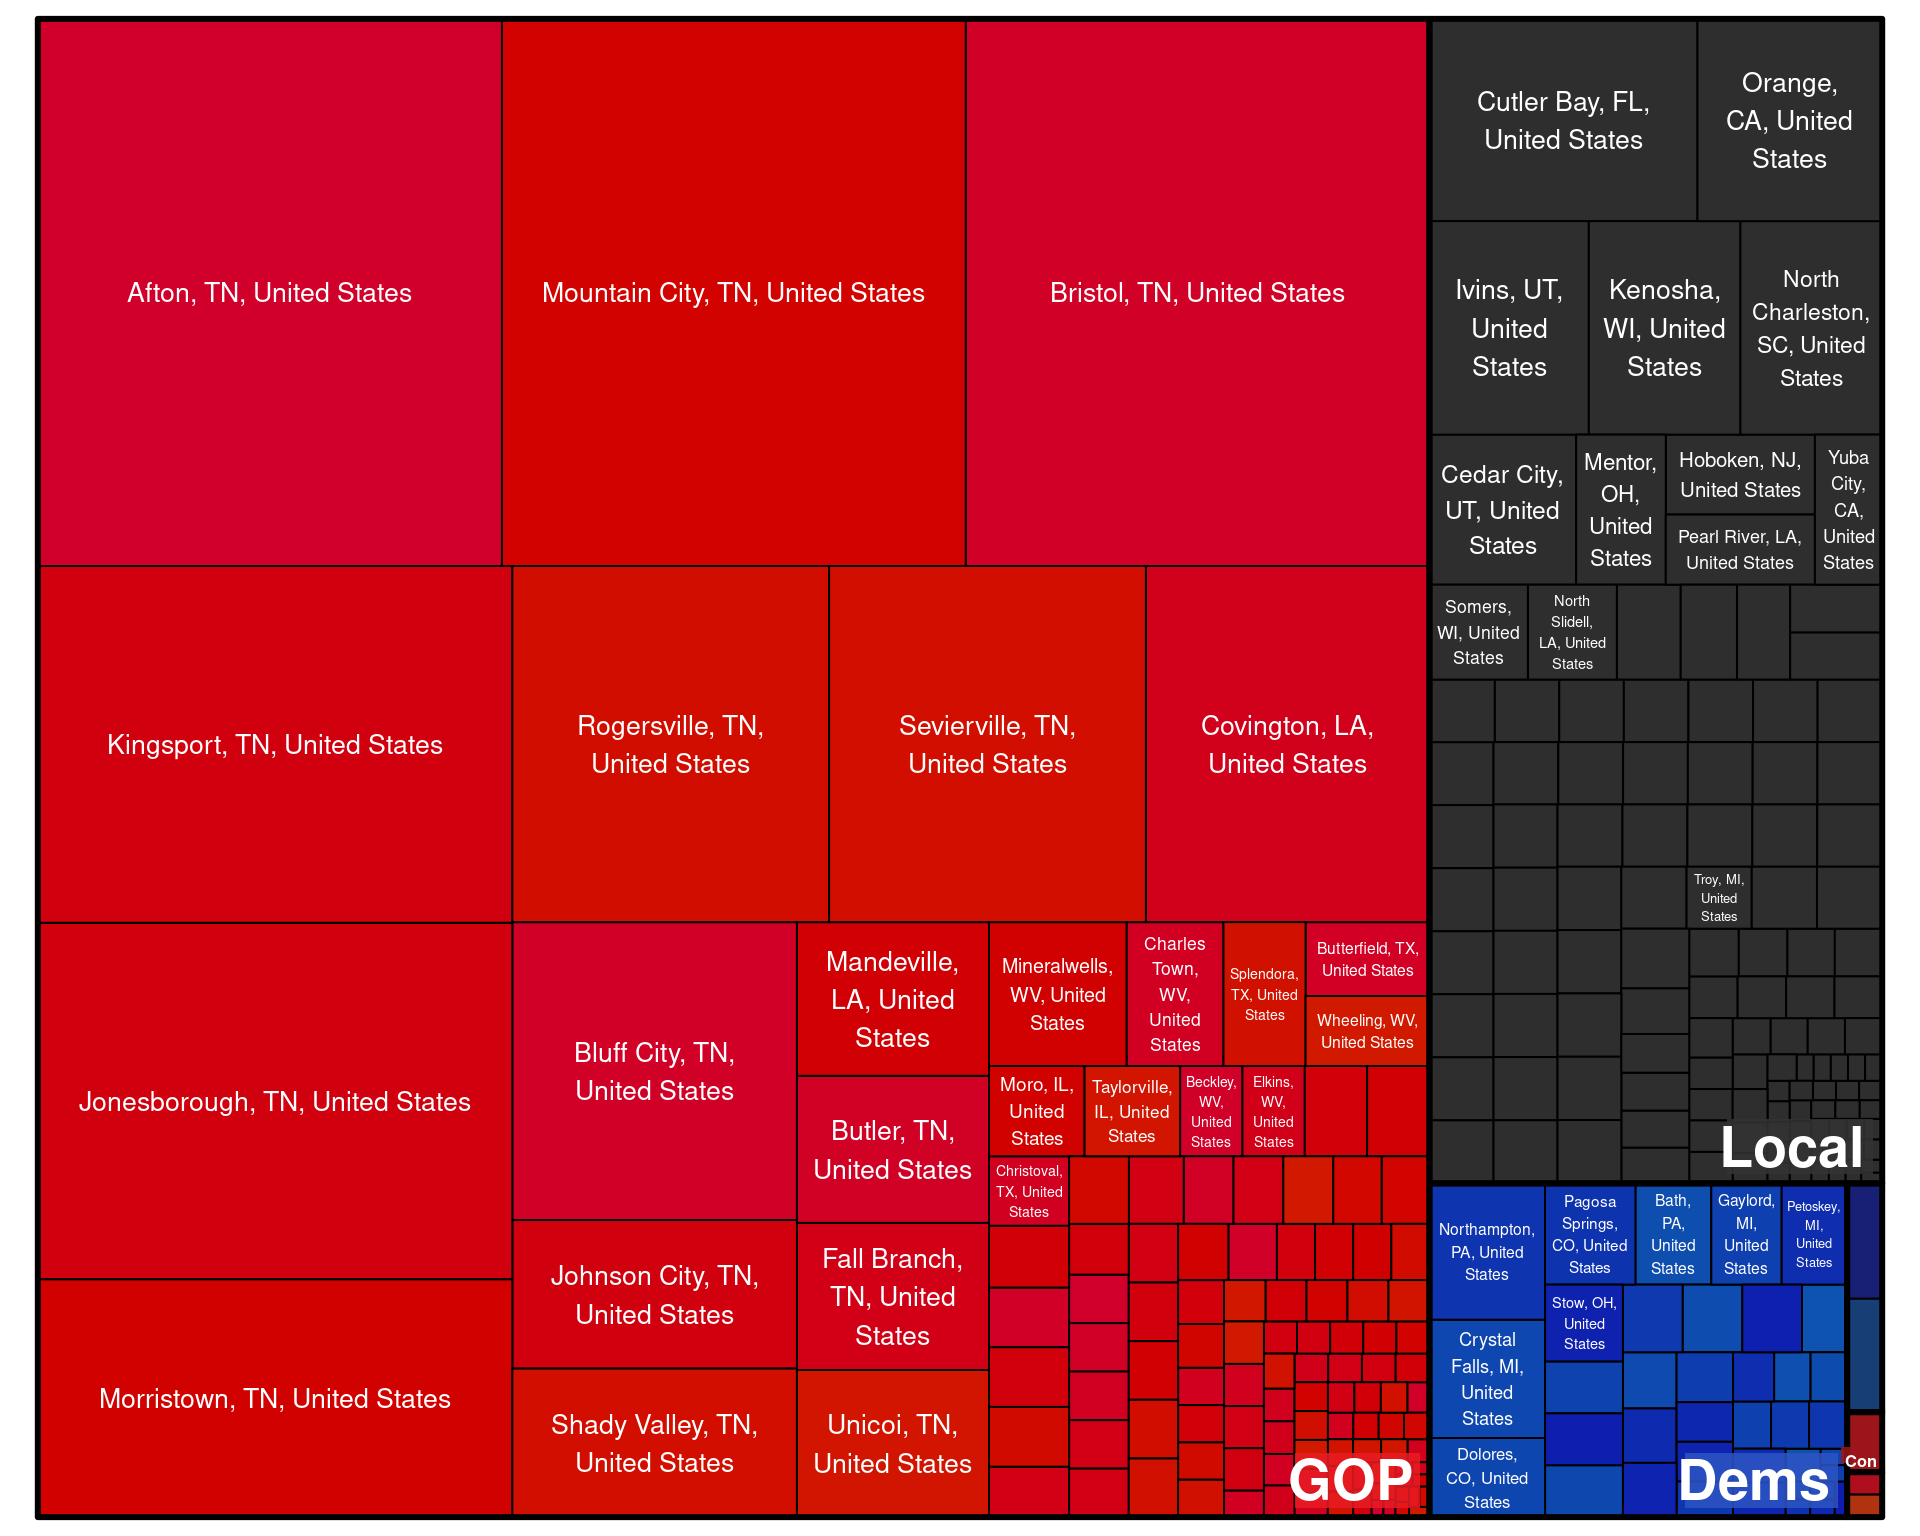 Afton, TN, United States
Mountain City, TN, United States
Bristol, TN, United States
Kingsport, TN, United States
Rogersville, TN,
United States
Sevierville, TN,
United States
Covington, LA,
United States
Jonesborough, TN, United States
Morristown, TN, United States
Bluff City, TN,
United States
Johnson City, TN,
United States
Shady Valley, TN,
United States
Mandeville,
LA, United
States
Butler, TN,
United States
Fall Branch,
TN, United
States
Unicoi, TN,
United States
Mineralwells,
WV, United
States
Charles
Town,
WV,
United
States
Splendora,
TX, United
States
Butterfield, TX,
United States
Wheeling, WV,
United States
Moro, IL,
United
States
Taylorville,
IL, United
States
Beckley,
WV,
United
States
Elkins,
WV,
United
States
Christoval,
TX, United
States
GOP
Cutler Bay, FL,
United States
Orange,
CA, United
States
Ivins, UT,
United
States
Kenosha,
WI, United
States
North
Charleston,
SC, United
States
Cedar City,
UT, United
States
Mentor,
OH,
United
States
Hoboken, NJ,
United States
Pearl River, LA,
United States
Yuba
City,
CA,
United
States
Somers,
WI, United
States
North
Slidell,
LA, United
States
Troy, MI,
United
States
Local
Northampton,
PA, United
States
Pagosa
Springs,
CO, United
States
Bath,
PA,
United
States
Gaylord,
MI,
United
States
Petoskey,
MI,
United
States
Stow, OH,
United
States
Crystal
Falls, MI,
United
States
Dolores,
CO, United
States
Dems
Con